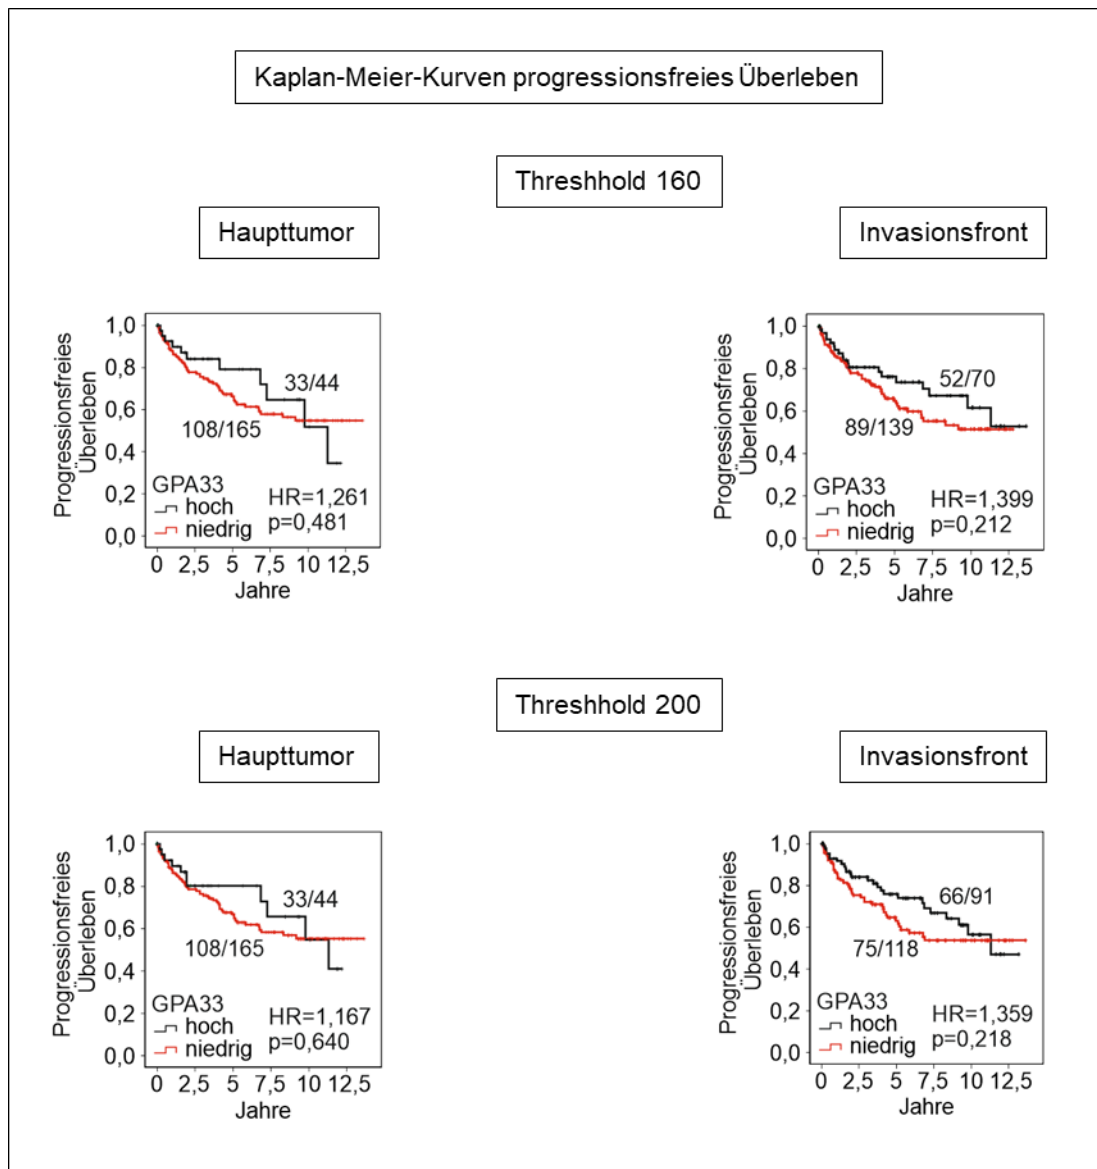 Kaplan-Meier-Kurven progressionsfreies Überleben
Threshhold 160
Haupttumor
Invasionsfront
Progressionsfreies
Überleben
1,0
0,8
0,6
0,4
0,2
0,0
33/44
108/165
GPA33
hoch
niedrig
HR=1,261
p=0,481
0 2,5 5 7,5 10 12,5
Jahre
Progressionsfreies
Überleben
1,0
0,8
0,6
0,4
0,2
0,0
52/70
89/139
GPA33
hoch
niedrig
HR=1,399
p=0,212
0 2,5 5 7,5 10 12,5
Jahre
Threshhold 200
Haupttumor
Invasionsfront
Progressionsfreies
Überleben
1,0
0,8
0,6
0,4
0,2
0,0
33/44
108/165
GPA33
hoch
niedrig
HR=1,167
p=0,640
0 2,5 5 7,5 10 12,5
Jahre
Progressionsfreies
Überleben
1,0
0,8
0,6
0,4
0,2
0,0
66/91
75/118
GPA33
hoch
niedrig
HR=1,359
p=0,218
0 2,5 5 7,5 10 12,5
Jahre